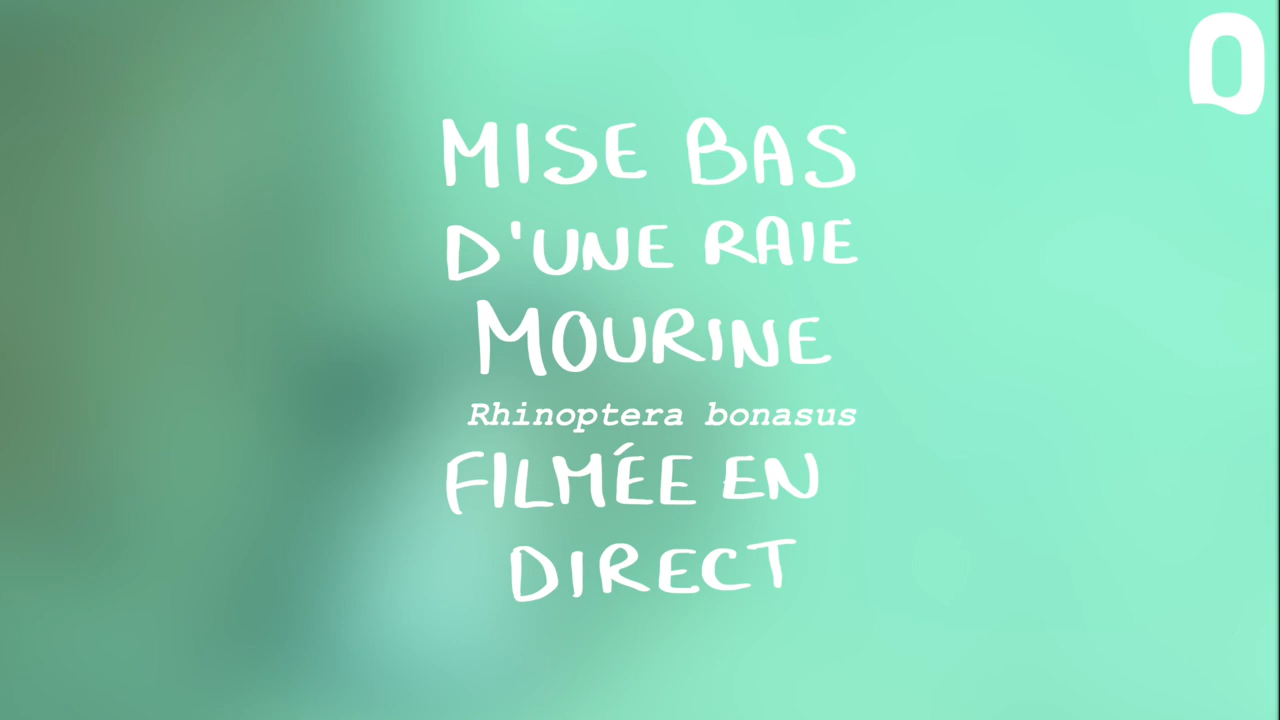 MISE BAS
D'UNE RAIE
MOURINE
Rhinoptera bonasus
FILMÉE EN
DIRECT